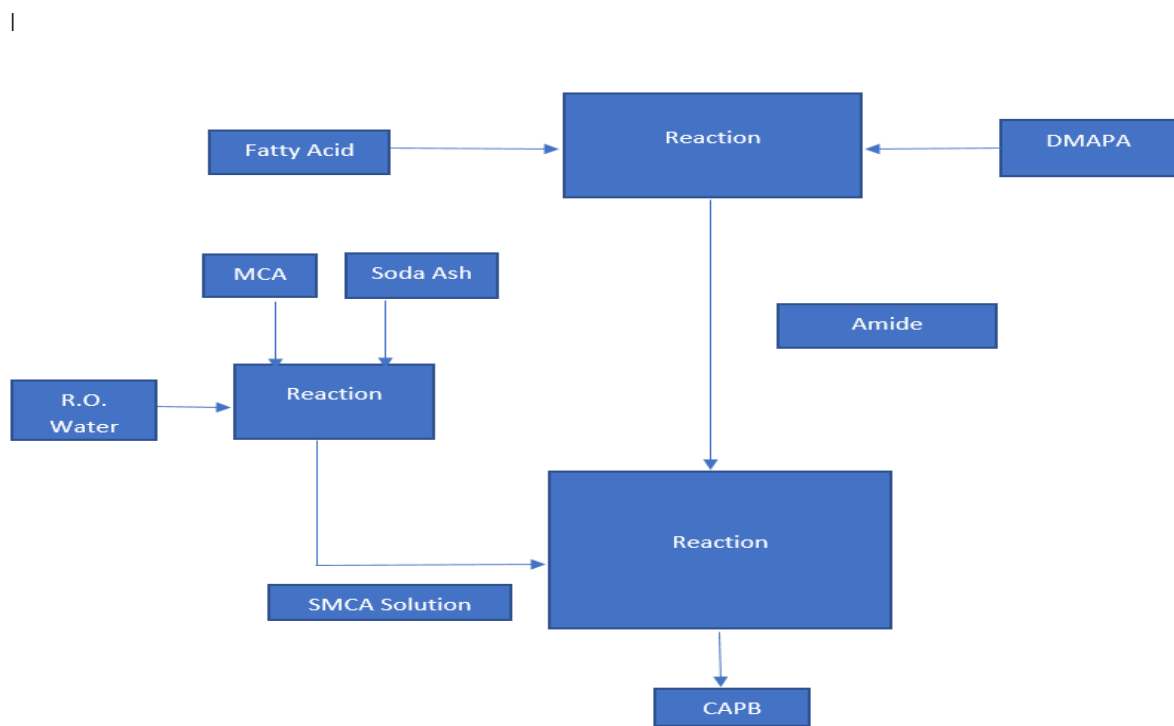 Reaction
Fatty Acid
DMAPA
MCA
Soda Ash
Amide
Reaction
R.O.
Water
Reaction
SMCA Solution
CAPB